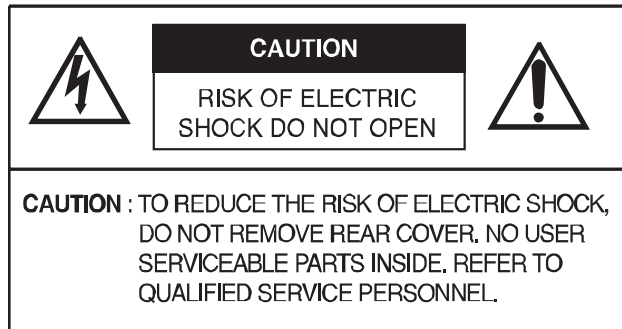 CAUTION
RISK OF ELECTRIC
SHOCK DO NOT OPEN
CAUTION : TO REDUCE THE RISK OF ELECTRIC SHOCK,
DO NOT REMOVE REAR COVER. NO USER
SERVICEABLE PARTS INSIDE. REFER TO
QUALIFIED SERVICE PERSONNEL.